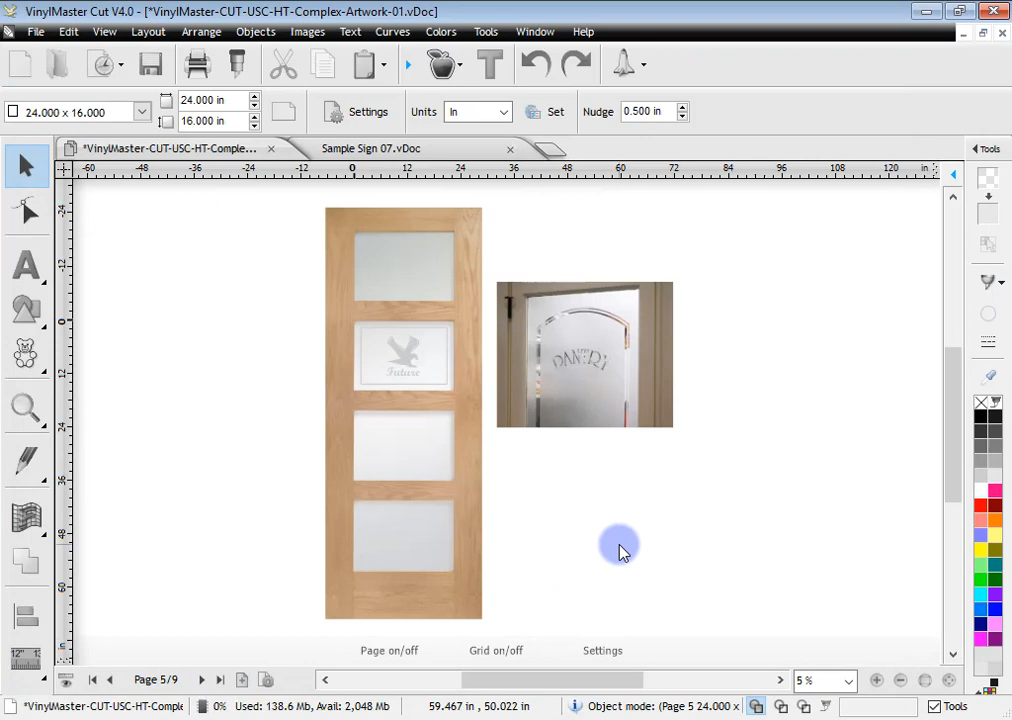 VinylMaster Cut V4.0 - [*VinylMaster-CUT-USC-HT-Complex-Artwork-01.vDoc]
File Edit View Layout Arrange Objects Images Text Curves Colors Tools Window Help
24.000 x 16.000
24.000 in
16.000 in
Settings
Units
In
Set
Nudge
0.500 in
*VinylMaster-CUT-USC-HT-Comple...
Sample Sign 07.vDoc
Tools
-60 -48 -24 -12 0 12 24 36 48 60 72 84 96 108 120 in
-24
-12
0
12
24
36
48
60
in
Future
PANTRY
Page on/off
Grid on/off
Settings
Page 5/9
5 %
*VinylMaster-CUT-USC-HT-Comple
0%
Used: 138.6 Mb, Avail: 2,048 Mb
59.467 in , 50.022 in
Object mode: (Page 5 24.000 x
Tools